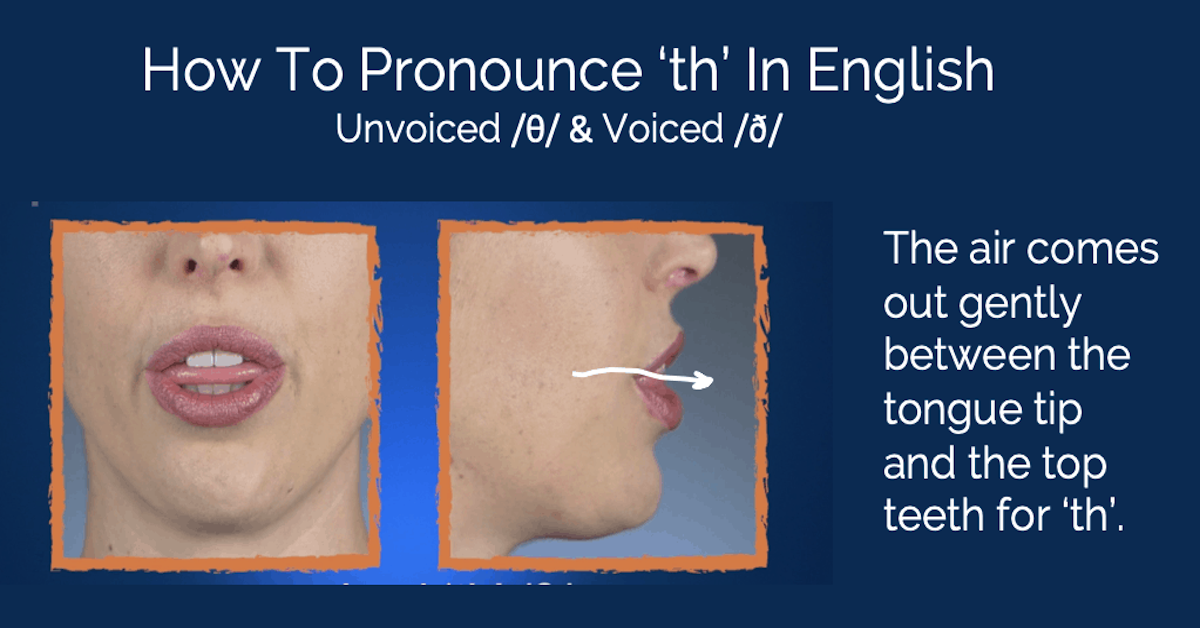 How To Pronounce ‘th’ In English
Unvoiced /θ/ & Voiced /ð/
The air comes
out gently
between the
tongue tip
and the top
teeth for ‘th’.